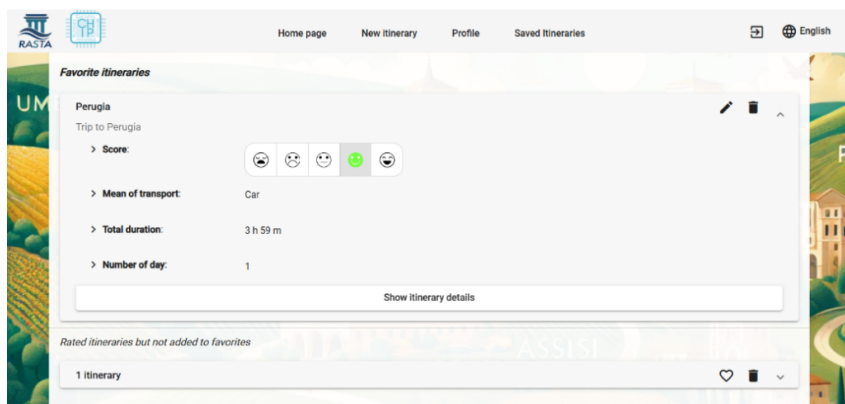 RASTA
CH
TP
Home page
New itinerary
Profile
Saved Itineraries
English
Favorite itineraries
UM
Perugia
Trip to Perugia
Score:
Mean of transport:
Car
Total duration:
3 h 59 m
Number of day:
1
Show itinerary details
Rated itineraries but not added to favorites
ASSISI
1 itinerary